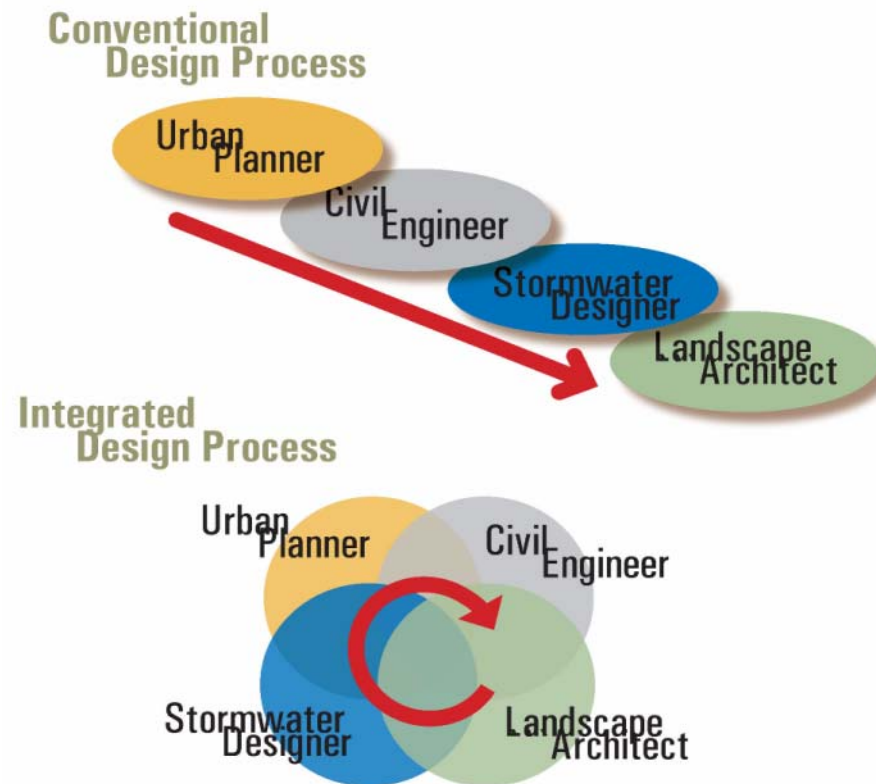 Conventional
Design Process
Urban
Planner
Civil
Engineer
Stormwater
Designer
Landscape
Architect
Integrated
Design Process
Urban
Planner
Civil
Engineer
Stormwater
Designer
Landscape
Architect